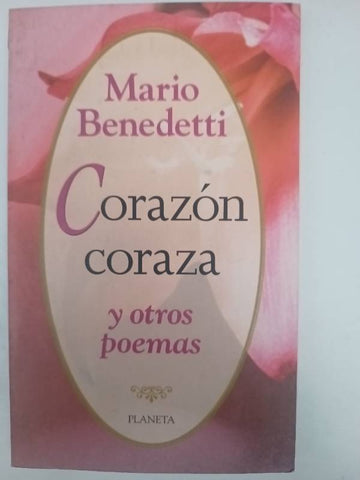 Mario
Benedetti
Corazón
coraza
y otros
poemas
PLANETA